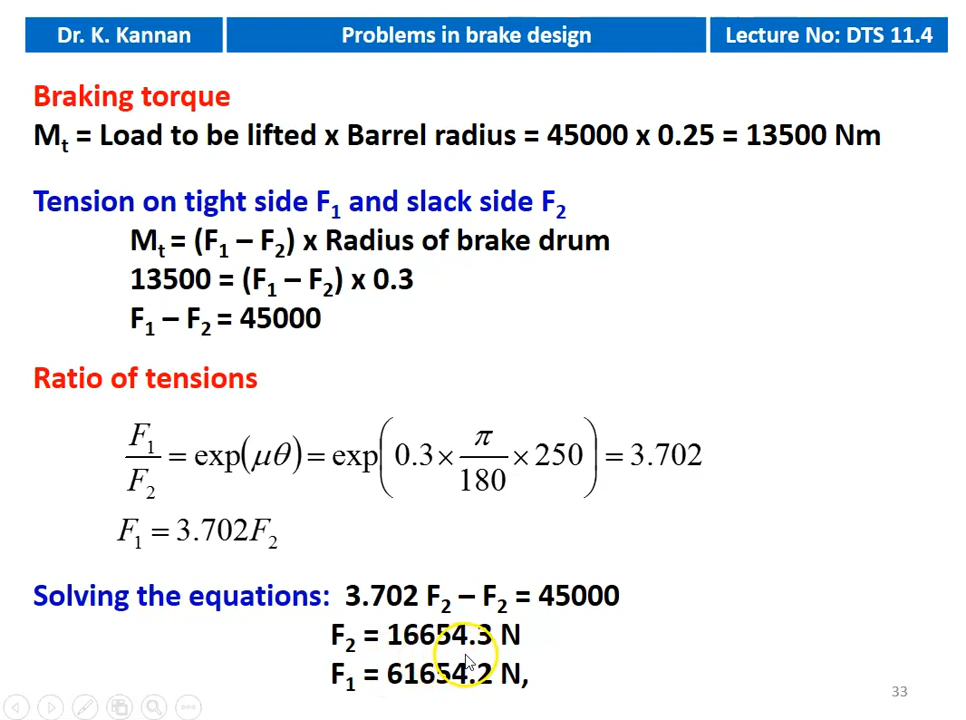 Dr. K. Kannan
Problems in brake design
Lecture No: DTS 11.4
Braking torque
Mt = Load to be lifted x Barrel radius = 45000 x 0.25 = 13500 Nm
Tension on tight side F1 and slack side F2
Mt = (F1 – F2) x Radius of brake drum
13500 = (F1 – F2) x 0.3
F1 – F2 = 45000
Ratio of tensions
F1/F2 = exp(μθ) = exp(0.3 × π/180 × 250) = 3.702
F1 = 3.702F2
Solving the equations: 3.702 F2 – F2 = 45000
F2 = 16654.3 N
F1 = 61654.2 N,
33